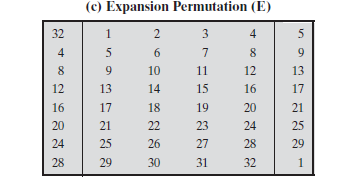 (c) Expansion Permutation (E)
32 1 2 3 4 5
4 5 6 7 8 9
8 9 10 11 12 13
12 13 14 15 16 17
16 17 18 19 20 21
20 21 22 23 24 25
24 25 26 27 28 29
28 29 30 31 32 1